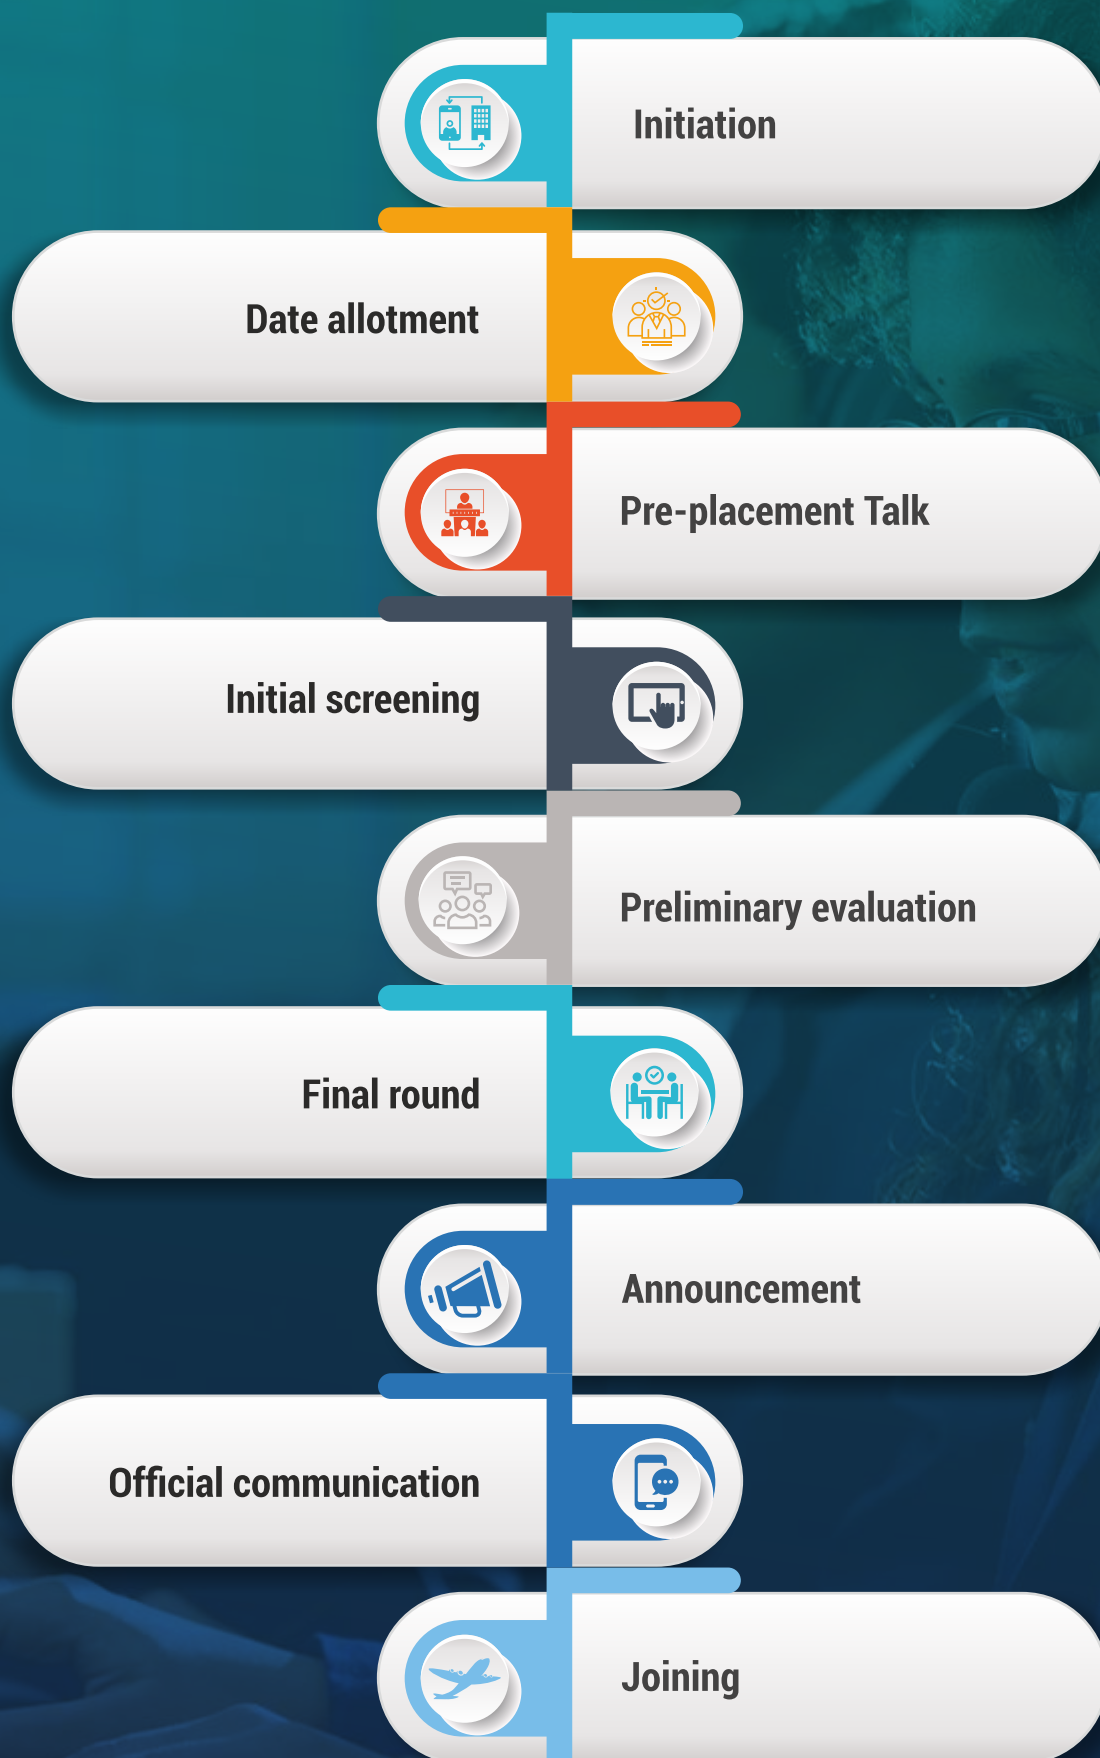 Initiation
Date allotment
Pre-placement Talk
Initial screening
Preliminary evaluation
Final round
Announcement
Official communication
Joining